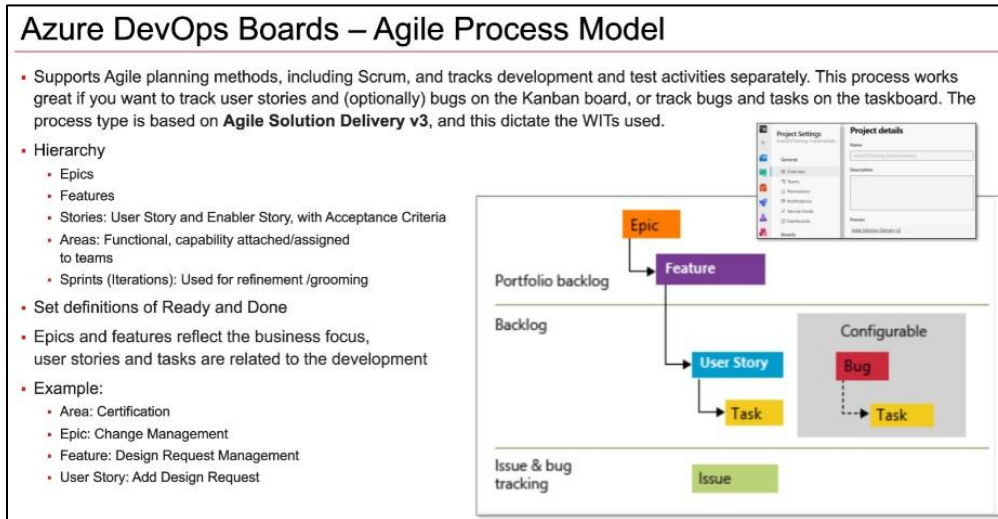 Azure DevOps Boards – Agile Process Model
▪ Supports Agile planning methods, including Scrum, and tracks development and test activities separately. This process works
great if you want to track user stories and (optionally) bugs on the Kanban board, or track bugs and tasks on the taskboard. The
process type is based on Agile Solution Delivery v3, and this dictate the WITs used.
▪ Hierarchy
▪ Epics
▪ Features
▪ Stories: User Story and Enabler Story, with Acceptance Criteria
▪ Areas: Functional, capability attached/assigned
to teams
▪ Sprints (Iterations): Used for refinement /grooming
▪ Set definitions of Ready and Done
▪ Epics and features reflect the business focus,
user stories and tasks are related to the development
▪ Example:
▪ Area: Certification
▪ Epic: Change Management
▪ Feature: Design Request Management
▪ User Story: Add Design Request
Project Settings
General
Overview
Teams
Permissions
Notifications
Service hooks
Dashboards
Boards
Project details
Name
Description
Process
Agile Solution Delivery v3
Epic
Feature
Portfolio backlog
Backlog
Configurable
User Story
Bug
Task
Task
Issue & bug
tracking
Issue